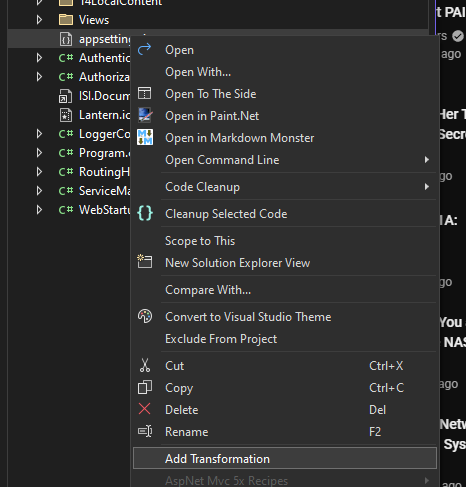 T4LocalContent
Views
Authentic
Authoriza
ISI.Docum
Lantern.ic
LoggerCo
Program.
RoutingH
ServiceMa
WebStartu
Open
Open With...
Open To The Side
Open in Paint.Net
Open in Markdown Monster
Open Command Line
Code Cleanup
Cleanup Selected Code
Scope to This
New Solution Explorer View
Compare With...
Convert to Visual Studio Theme
Exclude From Project
Cut Ctrl+X
Copy Ctrl+C
Delete Del
Rename F2
Add Transformation
AspNet Mvc 5x Recipes
t PAI
rs
ago
Her T
Secre
go
1A:
go
You a
NAS
ago
Netw
Sys